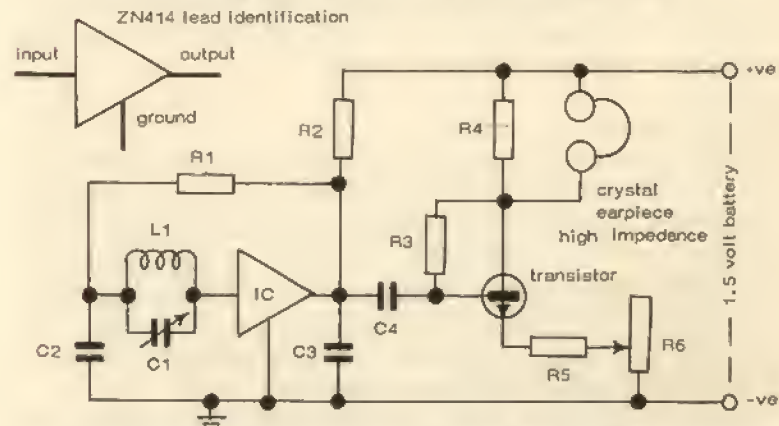 ZN414 lead identification
input
output
ground
R1
R2
R4
+ve
L1
R3
crystal
earpiece
high impedance
1.5 volt battery
IC
transistor
C2
C1
C3
C4
R5
R6
-ve